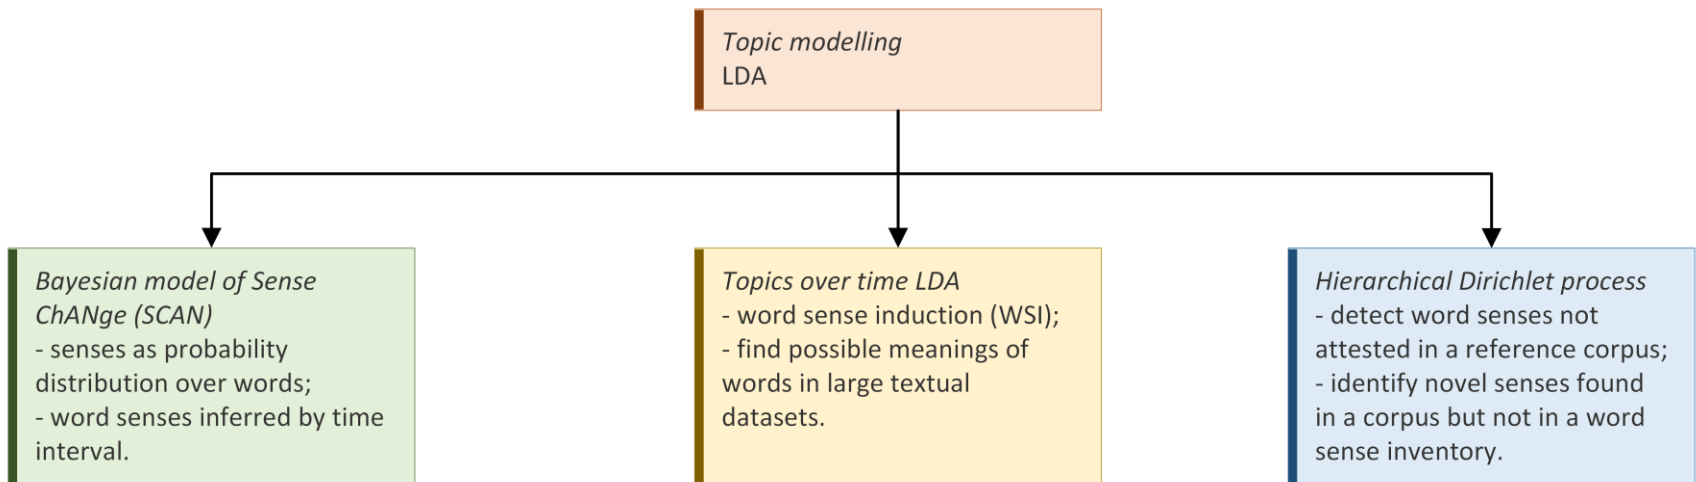 Topic modelling
LDA
Bayesian model of Sense
ChANge (SCAN)
- senses as probability
distribution over words;
- word senses inferred by time
interval.
Topics over time LDA
- word sense induction (WSI);
- find possible meanings of
words in large textual
datasets.
Hierarchical Dirichlet process
- detect word senses not
attested in a reference corpus;
- identify novel senses found
in a corpus but not in a word
sense inventory.